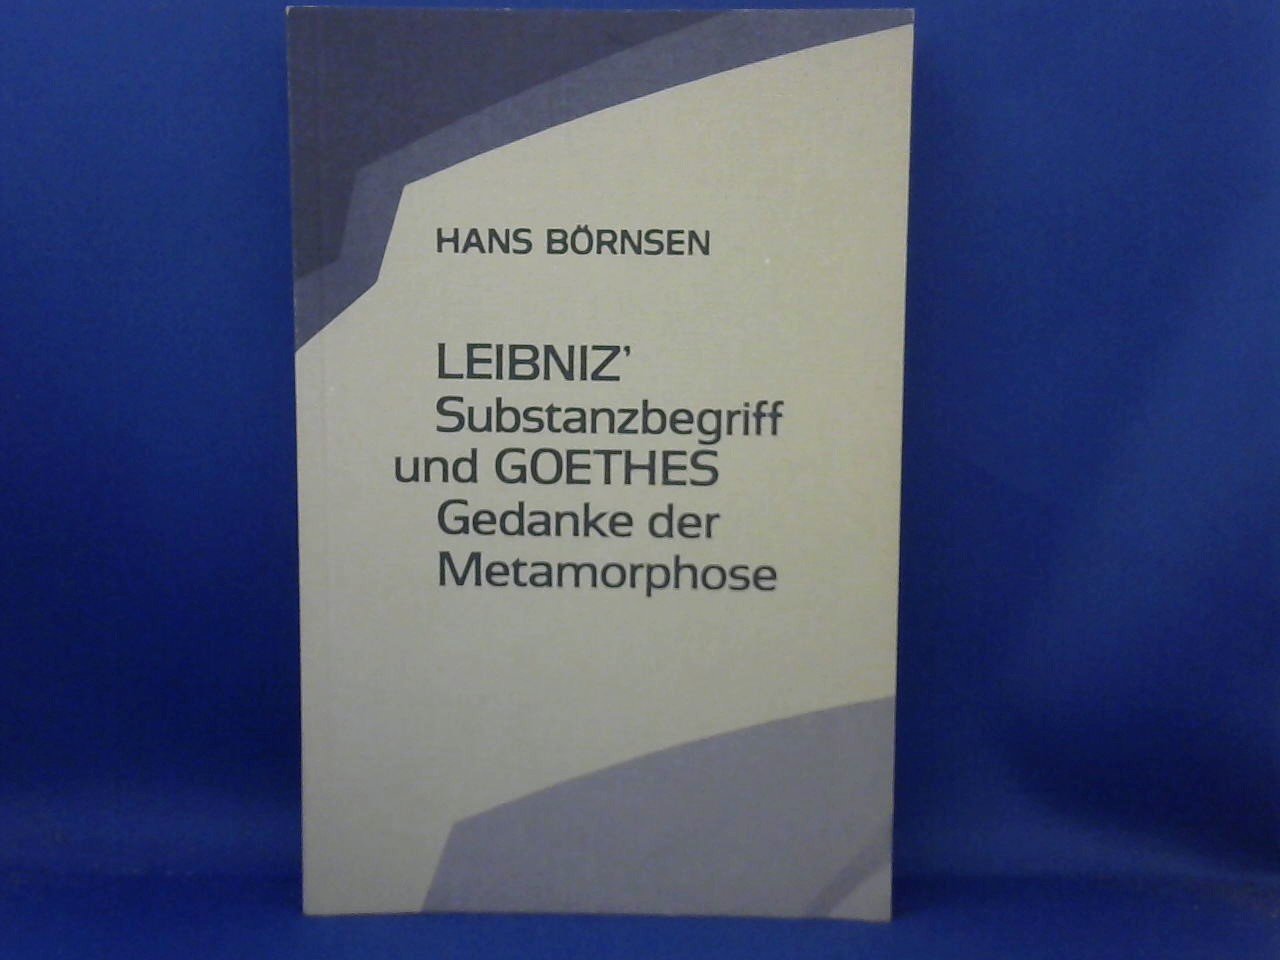 HANS BÖRNSEN
LEIBNIZ'
Substanzbegriff
und GOETHES
Gedanke der
Metamorphose